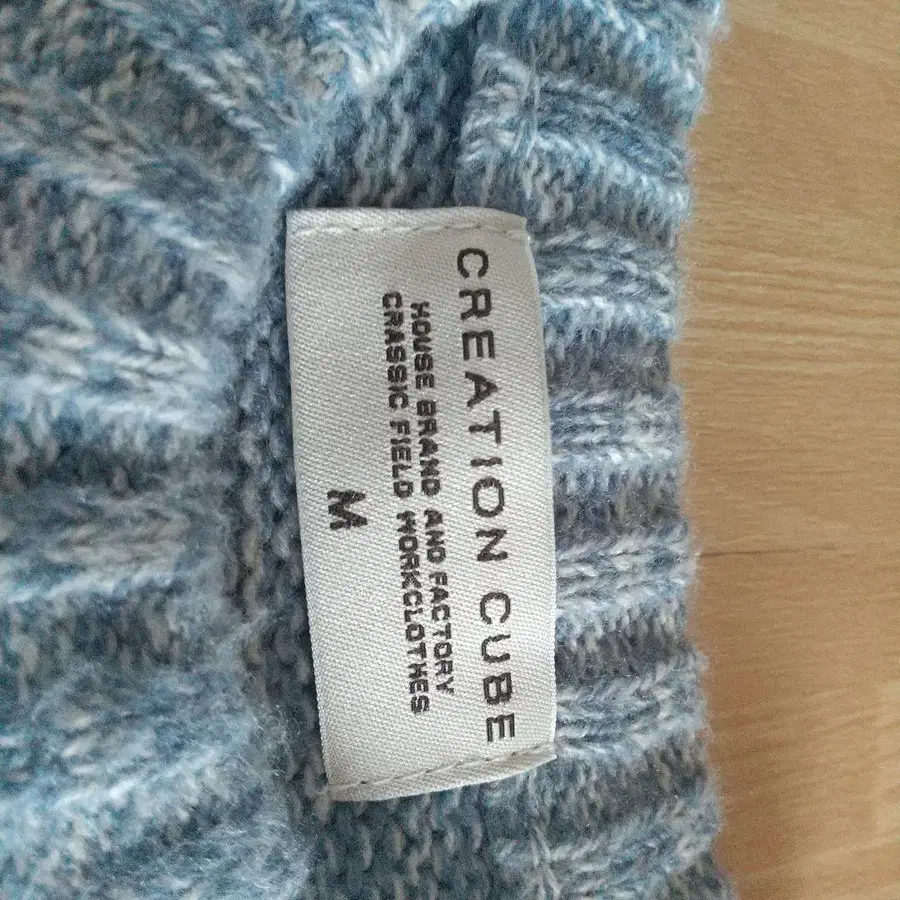 CREATION CUBE
HOUSE BRAND AND FACTORY
CRASSIC FIELD WORKCLOTHES
M